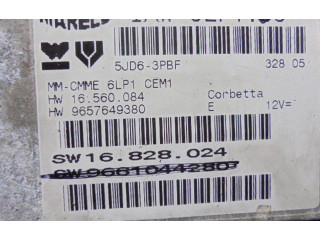 5JD6-3PBF 328 05
MM-CMME 6LP1 CEM1
HW 16.560.084 Corbetta
HW 9657649380 E 12V=
SW16.828.024
SW9661044280